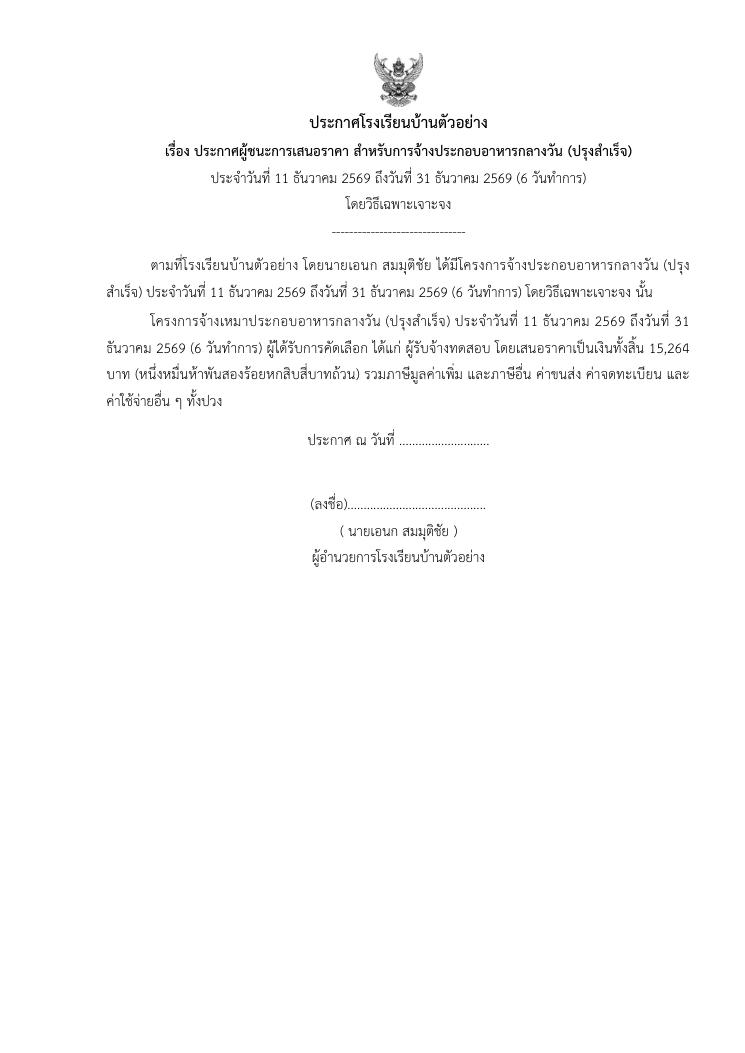 ประกาศโรงเรียนบ้านตัวอย่าง
เรื่อง ประกาศผู้ชนะการเสนอราคา สำหรับการจ้างประกอบอาหารกลางวัน (ปรุงสำเร็จ)
ประจำวันที่ 11 ธันวาคม 2569 ถึงวันที่ 31 ธันวาคม 2569 (6 วันทำการ)
โดยวิธีเฉพาะเจาะจง
-------------------------------
ตามที่โรงเรียนบ้านตัวอย่าง โดยนายเอนก สมมุติชัย ได้มีโครงการจ้างประกอบอาหารกลางวัน (ปรุง
สำเร็จ) ประจำวันที่ 11 ธันวาคม 2569 ถึงวันที่ 31 ธันวาคม 2569 (6 วันทำการ) โดยวิธีเฉพาะเจาะจง นั้น
โครงการจ้างเหมาประกอบอาหารกลางวัน (ปรุงสำเร็จ) ประจำวันที่ 11 ธันวาคม 2569 ถึงวันที่ 31
ธันวาคม 2569 (6 วันทำการ) ผู้ได้รับการคัดเลือก ได้แก่ ผู้รับจ้างทดสอบ โดยเสนอราคาเป็นเงินทั้งสิ้น 15,264
บาท (หนึ่งหมื่นห้าพันสองร้อยหกสิบสี่บาทถ้วน) รวมภาษีมูลค่าเพิ่ม และภาษีอื่น ค่าขนส่ง ค่าจดทะเบียน และ
ค่าใช้จ่ายอื่น ๆ ทั้งปวง
ประกาศ ณ วันที่ ............................
(ลงชื่อ)...........................................
( นายเอนก สมมุติชัย )
ผู้อำนวยการโรงเรียนบ้านตัวอย่าง